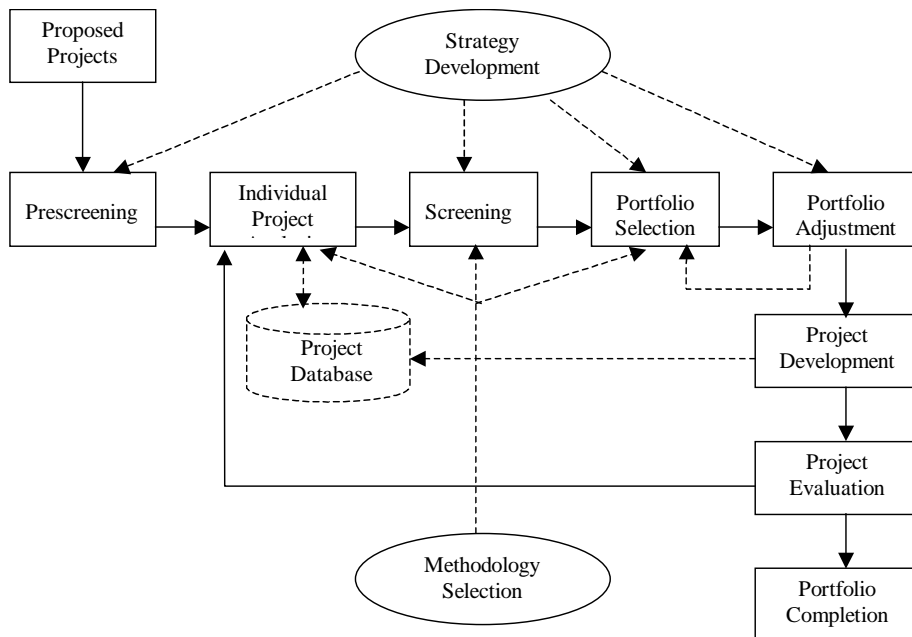 Proposed
Projects
Strategy
Development
Prescreening
Individual
Project
Screening
Portfolio
Selection
Portfolio
Adjustment
Project
Database
Project
Development
Project
Evaluation
Methodology
Selection
Portfolio
Completion